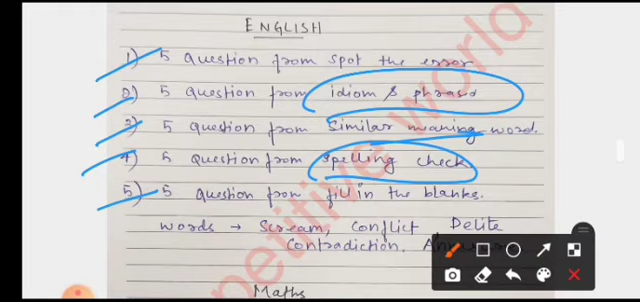 ENGLISH
1) 5 question from spot the error
2) 5 question from idiom & phrase
3) 5 question from similar meaning word.
4) 5 question from spelling check
5) 5 question from fill in the blanks.
words → Scream, Conflict Delite
Contradiction.
Maths